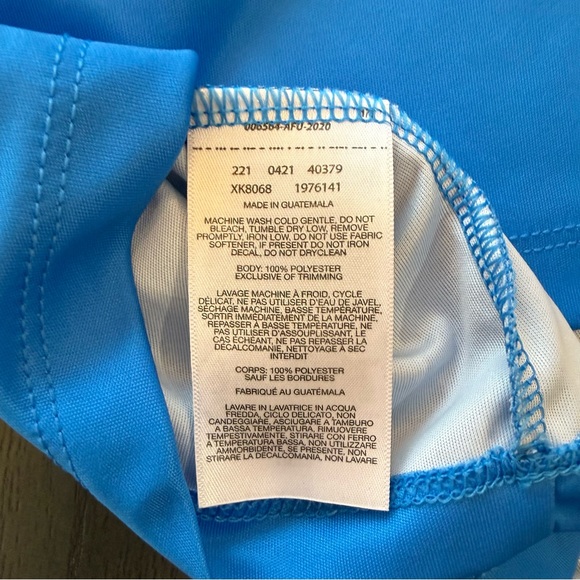 006564-AFU-2020
221 0421 40379
XK8068 1976141
MADE IN GUATEMALA
MACHINE WASH COLD GENTLE, DO NOT
BLEACH, TUMBLE DRY LOW, REMOVE
PROMPTLY, IRON LOW, DO NOT USE FABRIC
SOFTENER, IF PRESENT DO NOT IRON
DECAL, DO NOT DRYCLEAN
BODY: 100% POLYESTER
EXCLUSIVE OF TRIMMING
LAVAGE MACHINE À FROID, CYCLE
DÉLICAT, NE PAS UTILISER D'EAU DE JAVEL,
SÉCHAGE MACHINE, BASSE TEMPÉRATURE,
SORTIR IMMÉDIATEMENT DE LA MACHINE,
REPASSER À BASSE TEMPÉRATURE, NE
PAS UTILISER D'ASSOUPLISSANT, LE
CAS ÉCHEANT, NE PAS REPASSER LA
DÉCALCOMANIE, NETTOYAGE À SEC
INTERDIT
CORPS: 100% POLYESTER
SAUF LES BORDURES
FABRIQUÉ AU GUATÉMALA
LAVARE IN LAVATRICE IN ACQUA
FREDDA, CICLO DELICATO, NON
CANDEGGIARE, ASCIUGARE A TAMBURO
A BASSA TEMPERATURA, RIMUOVERE
TEMPESTIVAMENTE, STIRARE CON FERRO
A TEMPERATURA BASSA, NON UTILIZZARE
AMMORBIDENTE, SE PRESENTE, NON
STIRARE LA DECALCOMANIA, NON LAVARE